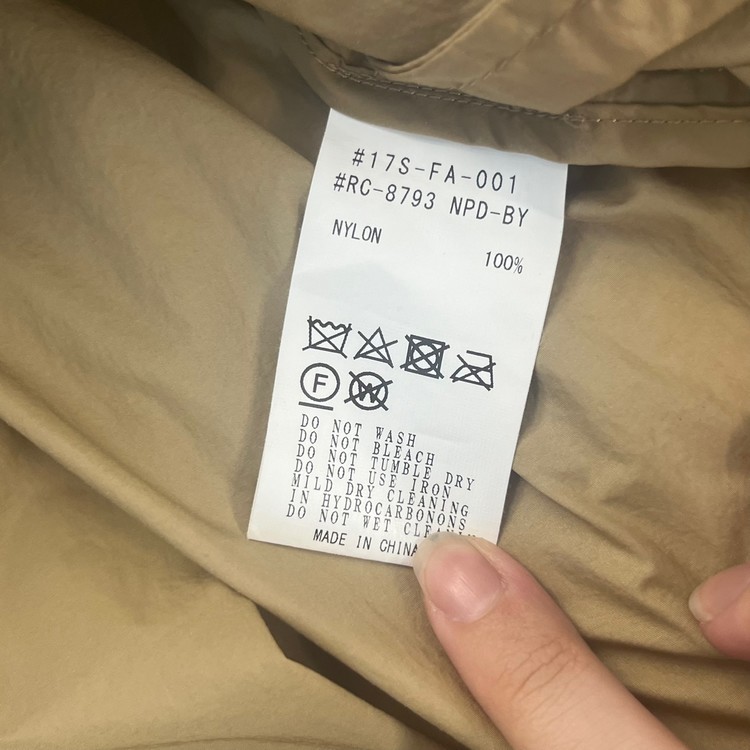 #17S-FA-001
#RC-8793 NPD-BY
NYLON
100%
F
W
DO NOT WASH
DO NOT BLEACH
DO NOT TUMBLE DRY
DO NOT USE IRON
MILD DRY CLEANING
IN HYDROCARBONONS
DO NOT WET CLEANING
MADE IN CHINA